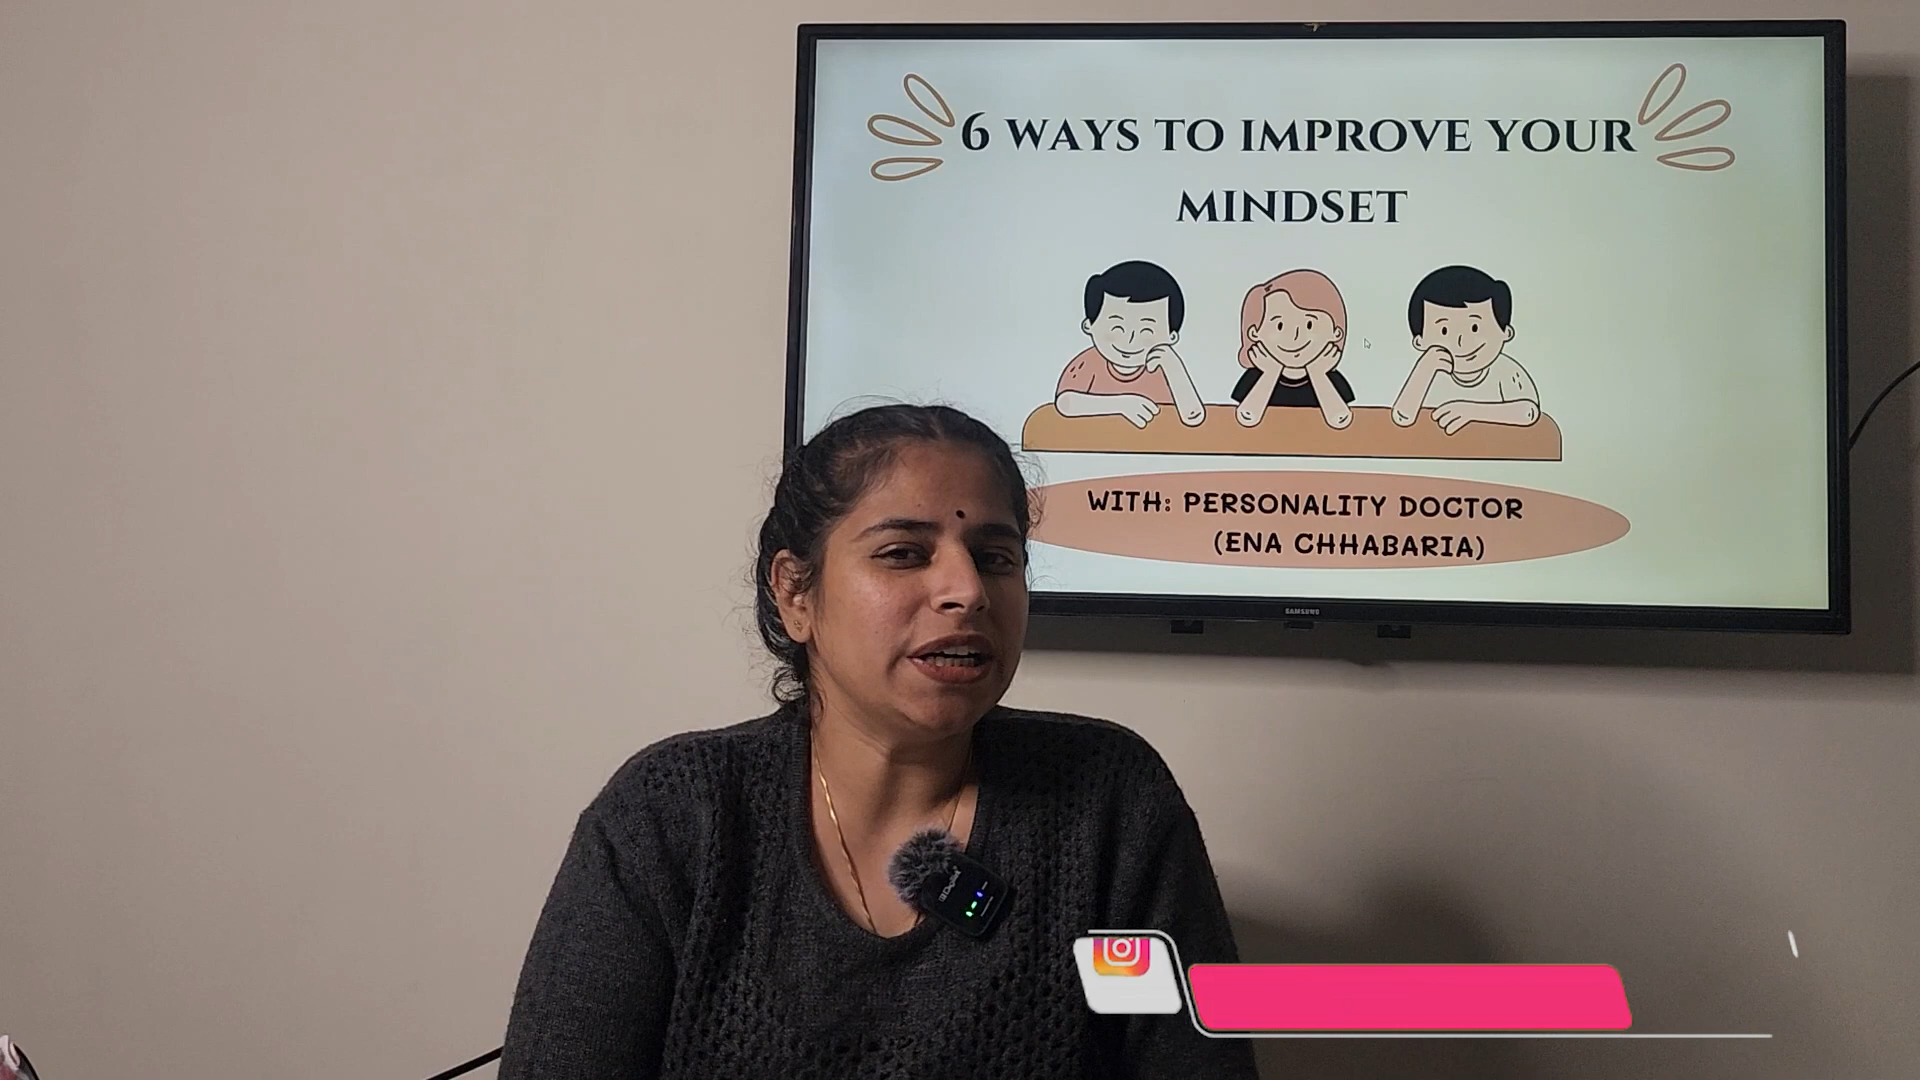 6 WAYS TO IMPROVE YOUR
MINDSET
WITH: PERSONALITY DOCTOR
(ENA CHHABARIA)
SAMSUNG